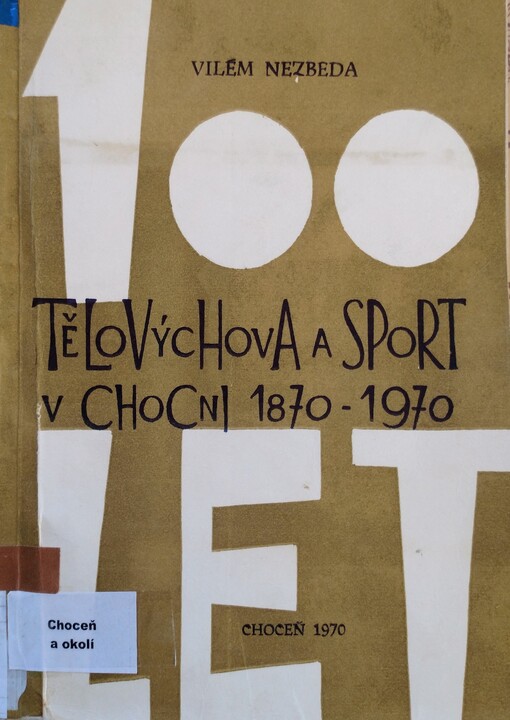 VILÉM NEZBEDA
100
TĚLOVÝCHOVA A SPORT
V CHOCNI 1870 - 1970
LET
CHOCEŇ 1970
Choceň
a okolí